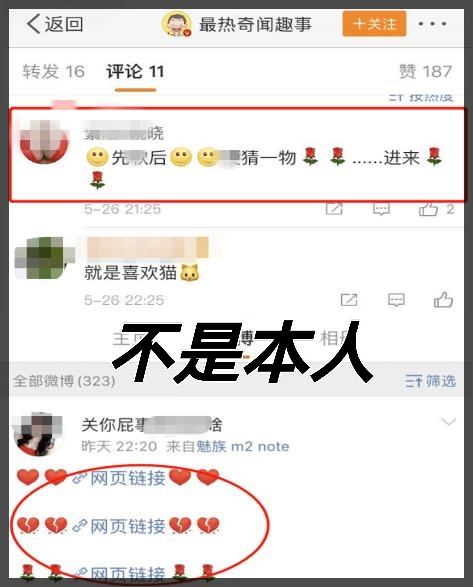 返回
最热奇闻趣事
+关注
转发 16
评论 11
赞 187
按热度
晓
先软后
猜一物
......进来
5-26 21:25
2
就是喜欢猫
5-26 22:25
不是本人
全部微博 (323)
筛选
关你屁事
啥
昨天 22:20 来自魅族 m2 note
网页链接
网页链接
网页链接